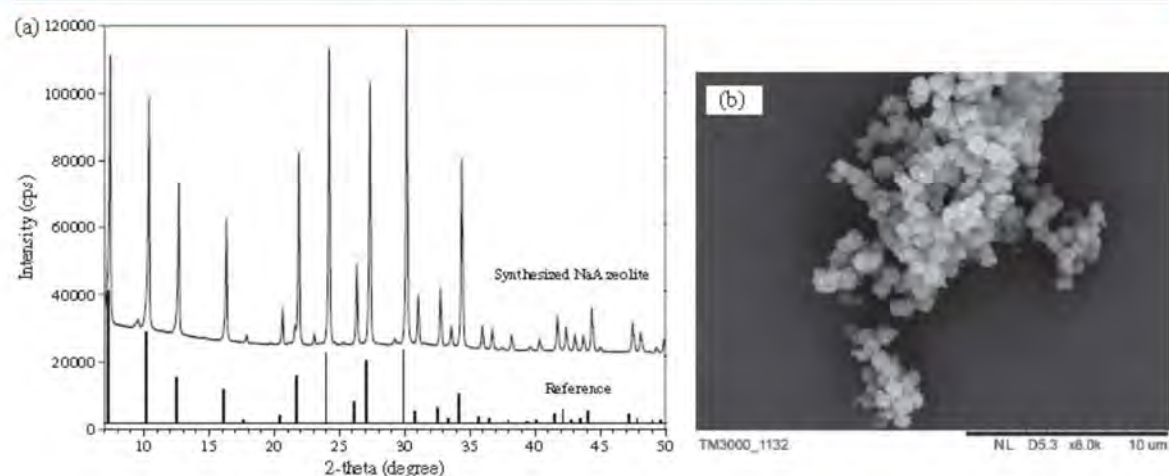 (a)
120000
100000
80000
60000
40000
20000
0
Intensity (cps)
10
15
20
25
30
35
40
45
50
2-theta (degree)
Synthesized NaA zeolite
Reference
(b)
TM3000_1132
NL D5.3 x8.0k 10 um